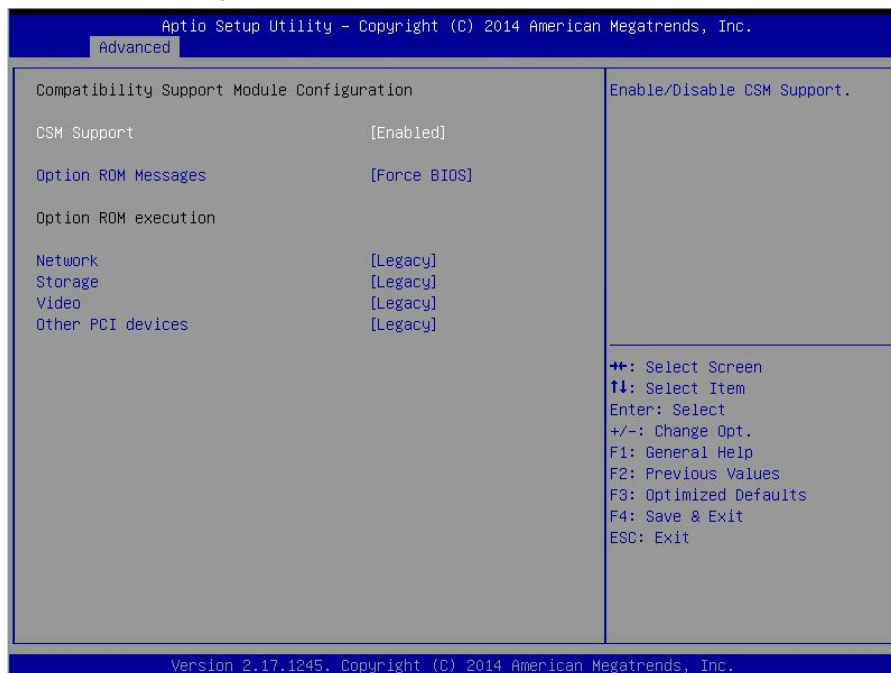 Aptio Setup Utility – Copyright (C) 2014 American Megatrends, Inc.
Advanced
Compatibility Support Module Configuration
CSM Support [Enabled]
Option ROM Messages [Force BIOS]
Option ROM execution
Network [Legacy]
Storage [Legacy]
Video [Legacy]
Other PCI devices [Legacy]
Enable/Disable CSM Support.
→←: Select Screen
↑↓: Select Item
Enter: Select
+/-: Change Opt.
F1: General Help
F2: Previous Values
F3: Optimized Defaults
F4: Save & Exit
ESC: Exit
Version 2.17.1245. Copyright (C) 2014 American Megatrends, Inc.